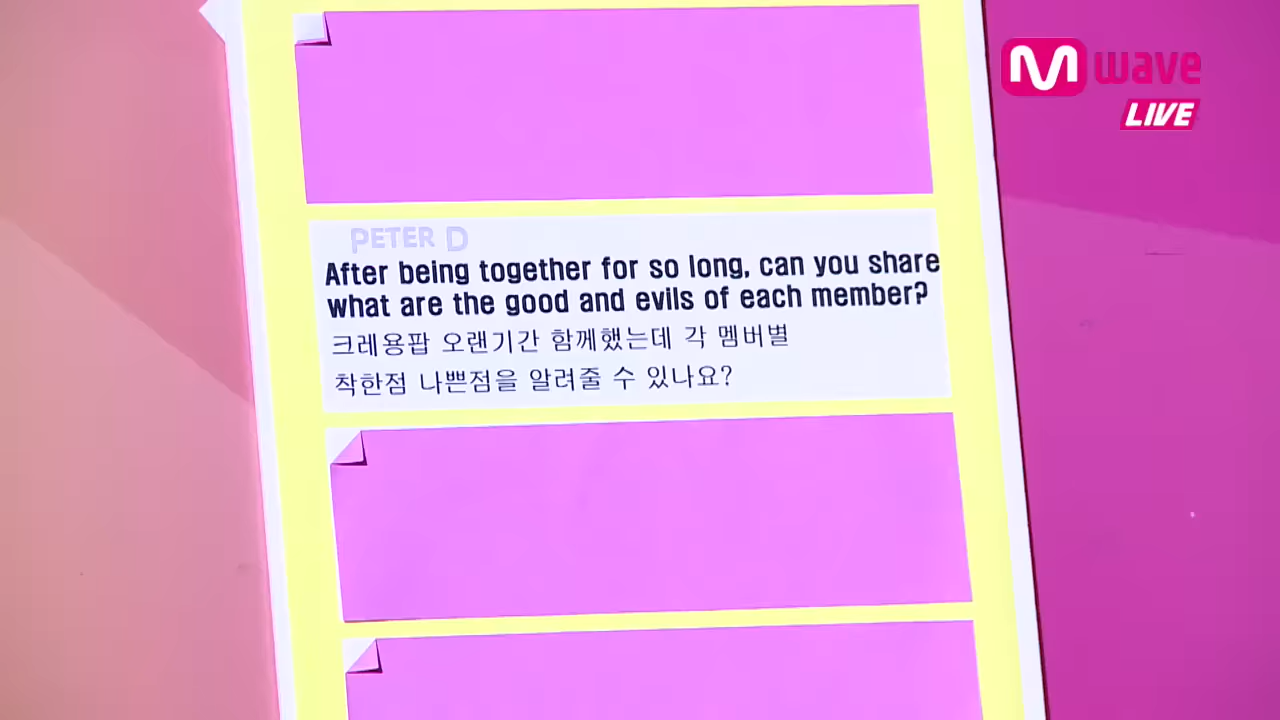 M wave
LIVE
PETER D
After being together for so long, can you share
what are the good and evils of each member?
크레용팝 오랜기간 함께했는데 각 멤버별
착한점 나쁜점을 알려줄 수 있나요?